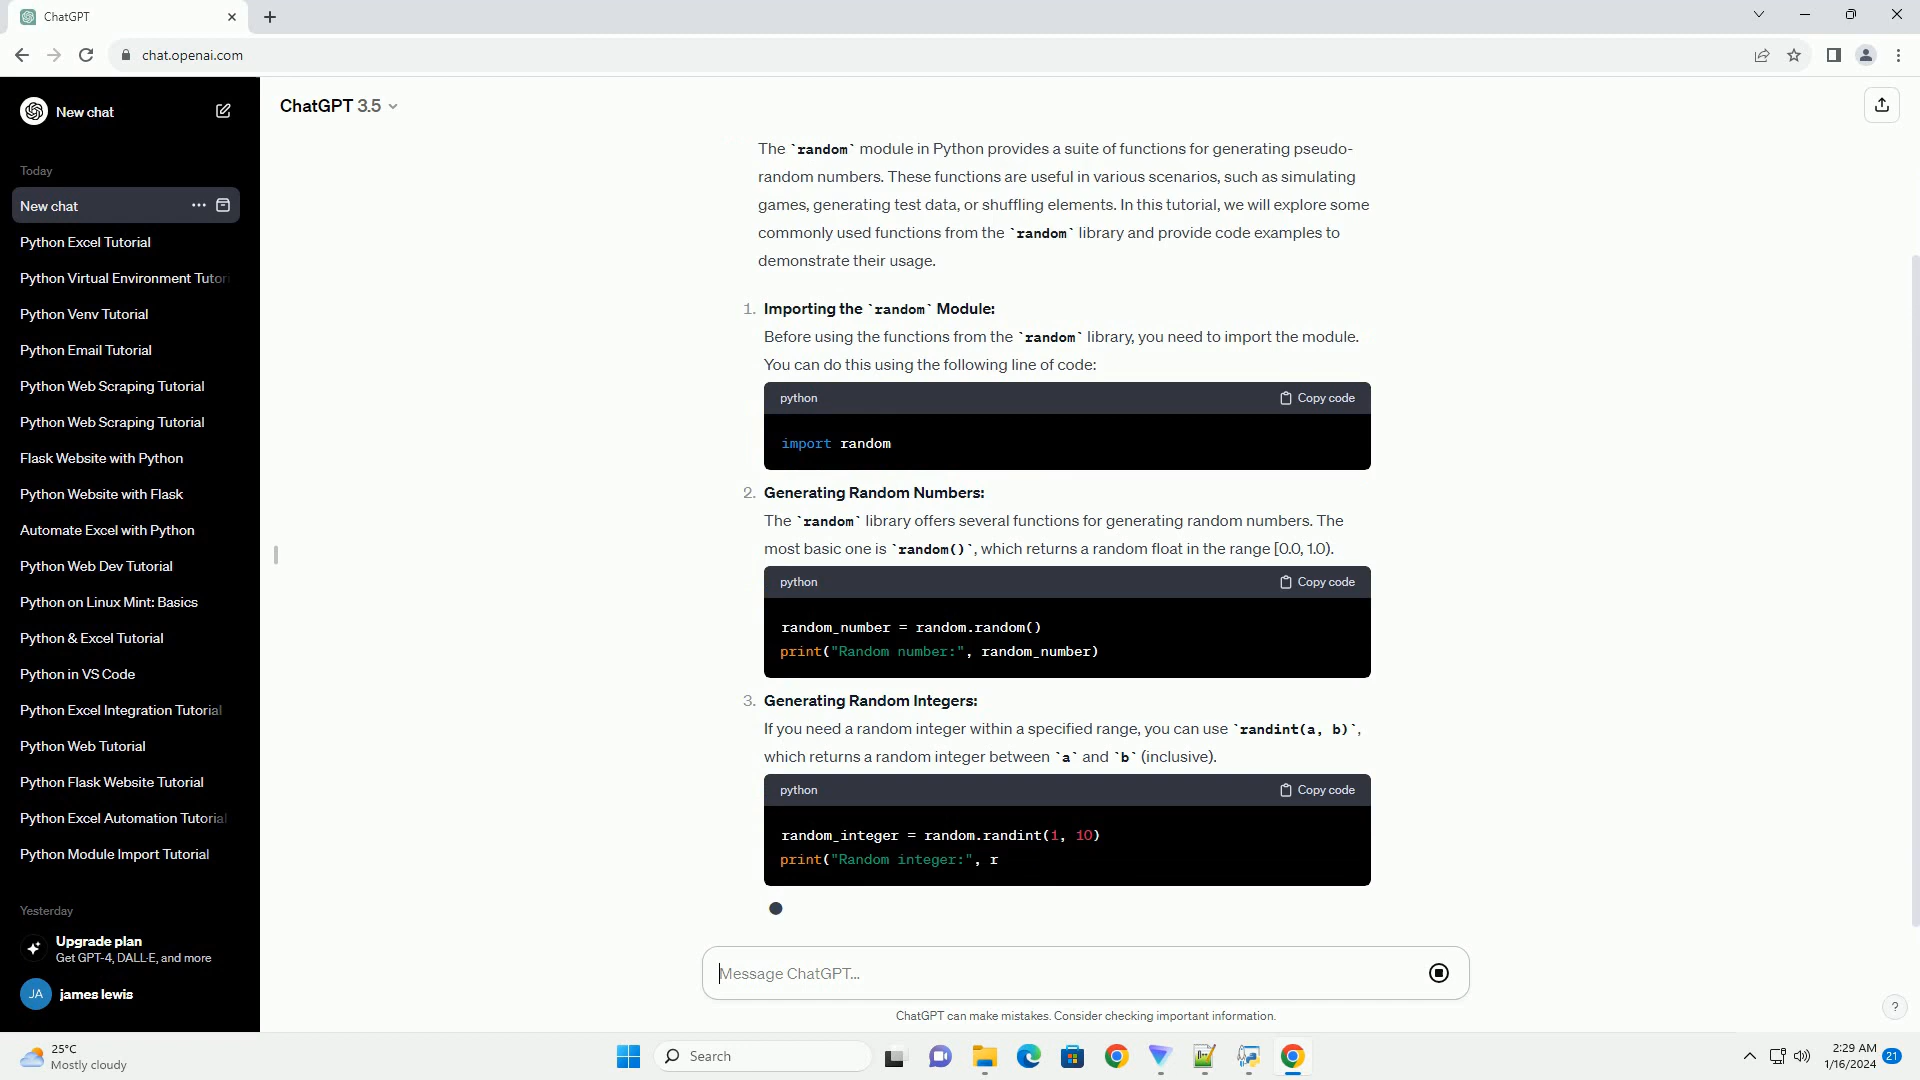 ChatGPT
chat.openai.com
New chat
ChatGPT 3.5
Today
New chat
Python Excel Tutorial
Python Virtual Environment Tutori
Python Venv Tutorial
Python Email Tutorial
Python Web Scraping Tutorial
Python Web Scraping Tutorial
Flask Website with Python
Python Website with Flask
Automate Excel with Python
Python Web Dev Tutorial
Python on Linux Mint: Basics
Python & Excel Tutorial
Python in VS Code
Python Excel Integration Tutorial
Python Web Tutorial
Python Flask Website Tutorial
Python Excel Automation Tutorial
Python Module Import Tutorial
Yesterday
Upgrade plan
Get GPT-4, DALL·E, and more
JA
james lewis
The `random` module in Python provides a suite of functions for generating pseudo-
random numbers. These functions are useful in various scenarios, such as simulating
games, generating test data, or shuffling elements. In this tutorial, we will explore some
commonly used functions from the `random` library and provide code examples to
demonstrate their usage.
1. Importing the `random` Module:
Before using the functions from the `random` library, you need to import the module.
You can do this using the following line of code:
python Copy code
import random
2. Generating Random Numbers:
The `random` library offers several functions for generating random numbers. The
most basic one is `random()`, which returns a random float in the range [0.0, 1.0).
python Copy code
random_number = random.random()
print("Random number:", random_number)
3. Generating Random Integers:
If you need a random integer within a specified range, you can use `randint(a, b)`,
which returns a random integer between `a` and `b` (inclusive).
python Copy code
random_integer = random.randint(1, 10)
print("Random integer:", r
Message ChatGPT...
ChatGPT can make mistakes. Consider checking important information.
?
25°C
Mostly cloudy
Search
2:29 AM
1/16/2024
21